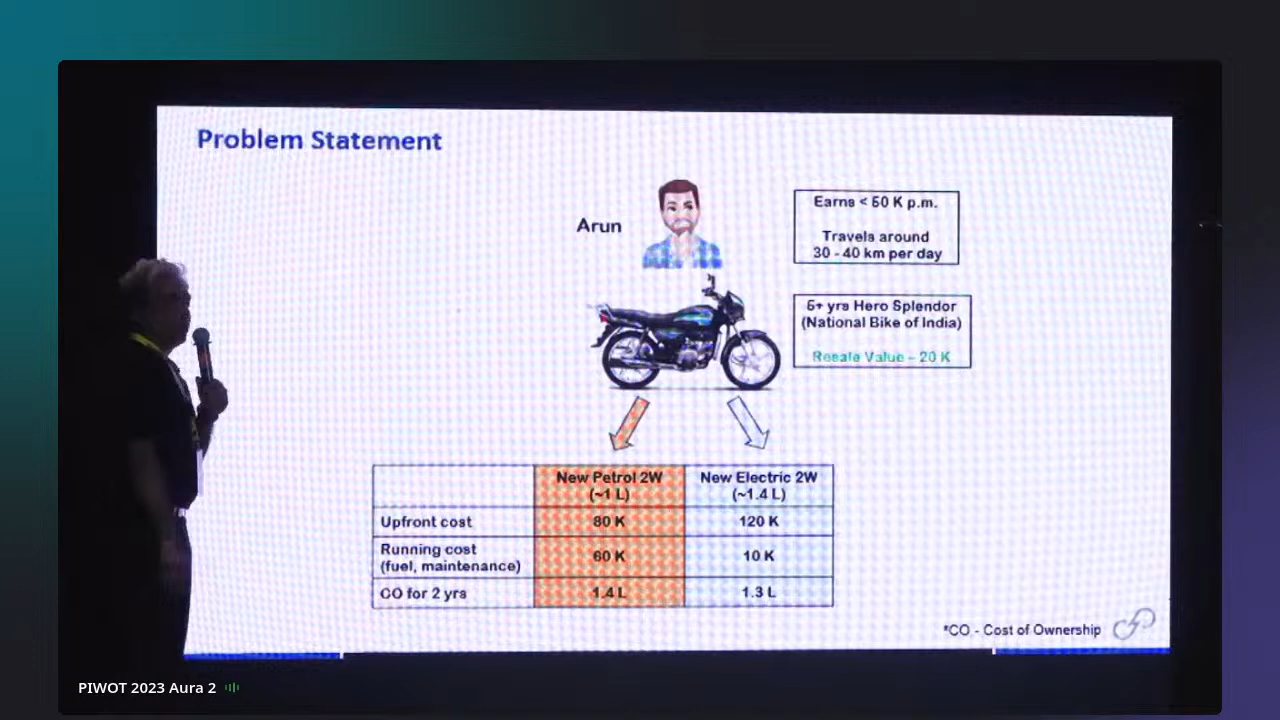 Problem Statement
Arun
Earns < 50 K p.m.
Travels around
30 - 40 km per day
5+ yrs Hero Splendor
(National Bike of India)
Resale Value – 20 K
New Petrol 2W
(~1 L)
New Electric 2W
(~1.4 L)
Upfront cost
80 K
120 K
Running cost
(fuel, maintenance)
60 K
10 K
CO for 2 yrs
1.4 L
1.3 L
*CO - Cost of Ownership
PIWOT 2023 Aura 2